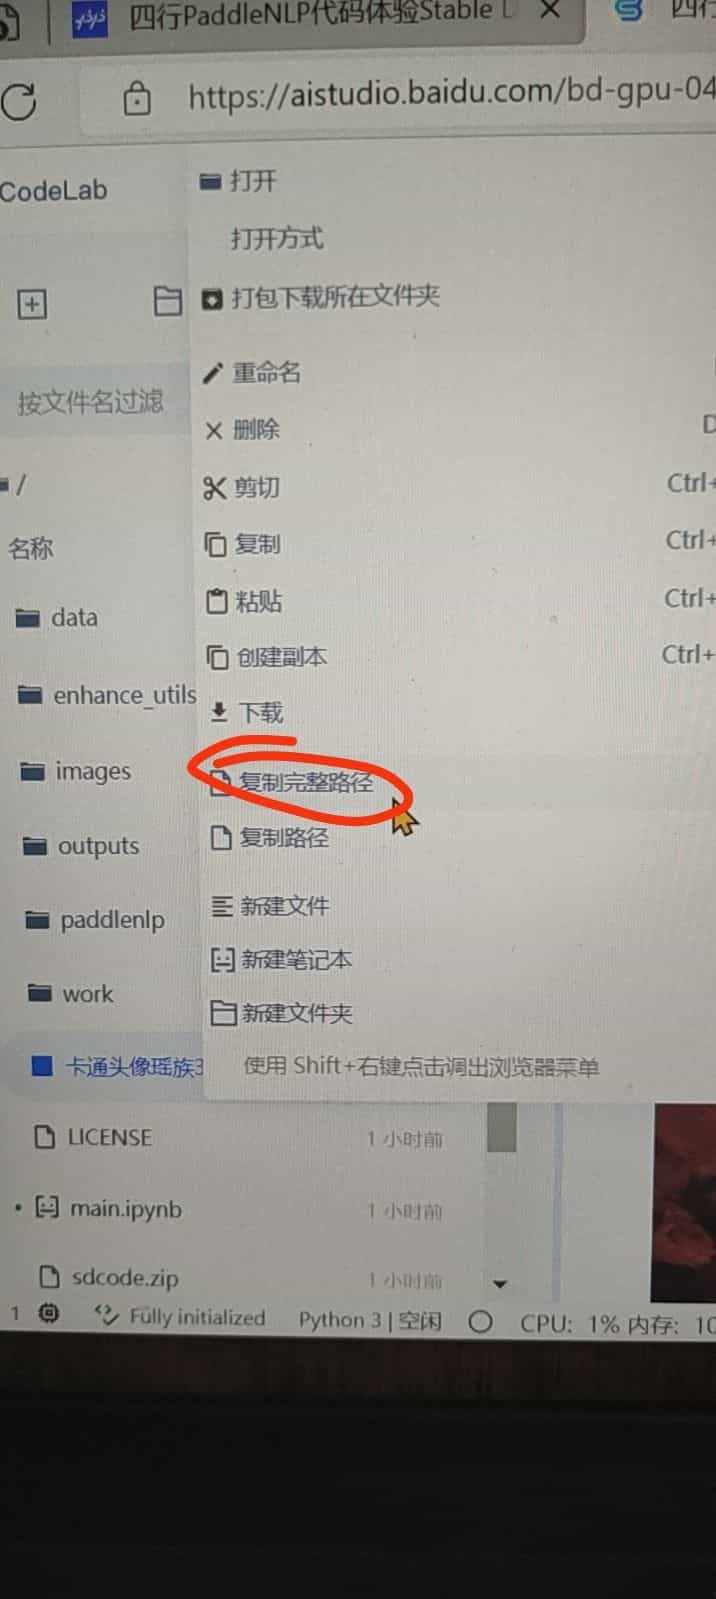 四行PaddleNLP代码体验Stable
四行
https://aistudio.baidu.com/bd-gpu-04
CodeLab
打开
打开方式
打包下载所在文件夹
重命名
按文件名过滤
删除
D
/
剪切
Ctrl+
名称
复制
Ctrl+
data
粘贴
Ctrl+
创建副本
Ctrl+
enhance_utils
下载
images
复制完整路径
outputs
复制路径
paddlenlp
新建文件
新建笔记本
work
新建文件夹
卡通头像瑶族3
使用 Shift+右键点击调出浏览器菜单
LICENSE
1 小时前
main.ipynb
1 小时前
sdcode.zip
1 小时前
1
Fully initialized
Python 3 | 空闲
CPU: 1% 内存: 10